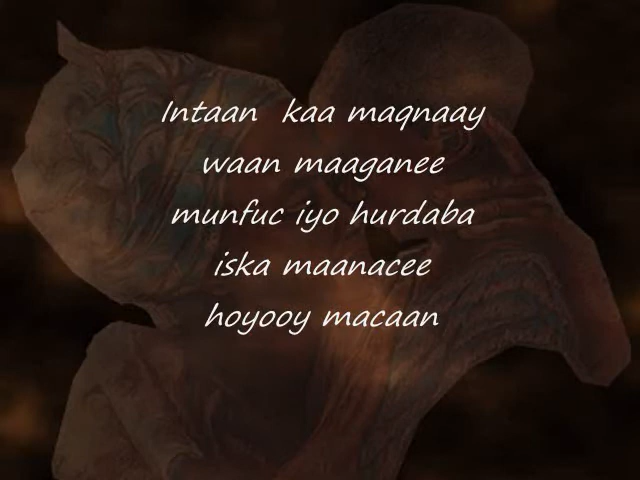 Intaan kaa maqnaay
waan maaganee
munfuc iyo hurdaba
iska maanacee
hoyooy macaan